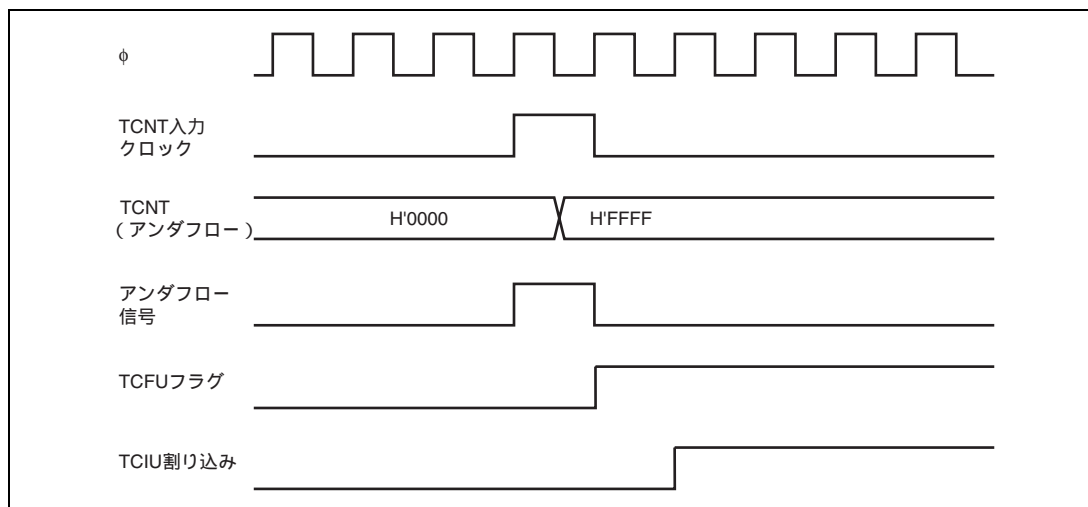 φ
TCNT入力
クロック
TCNT
（アンダフロー）
H'0000
H'FFFF
アンダフロー
信号
TCFUフラグ
TCIU割り込み